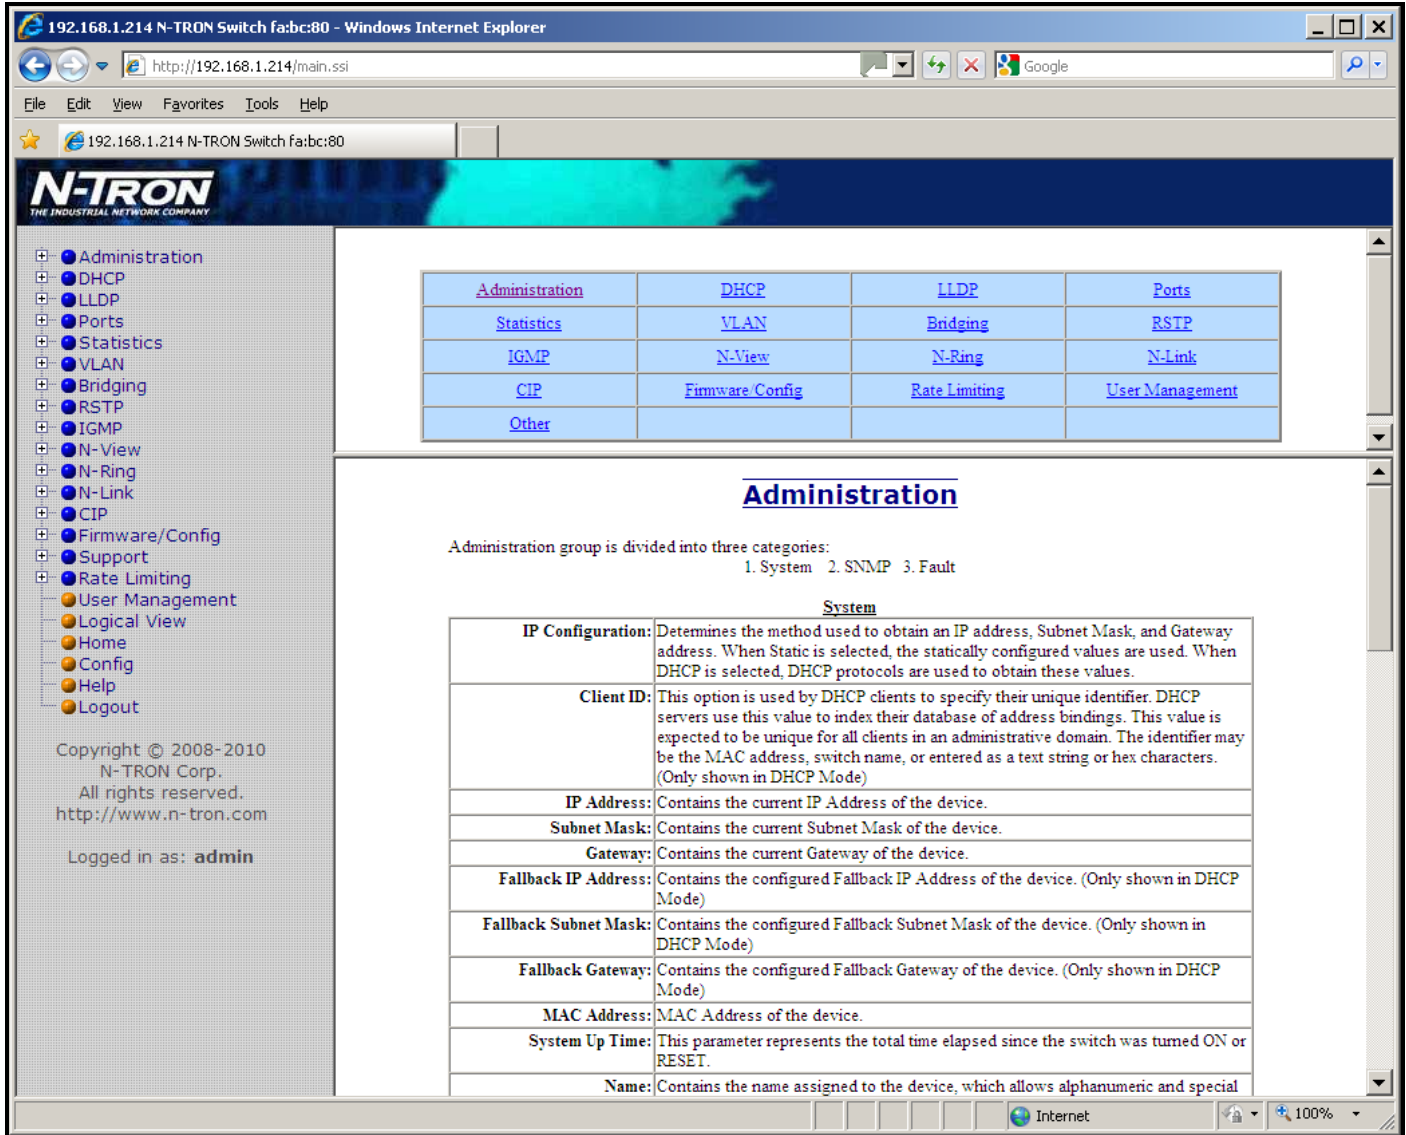 192.168.1.214 N-TRON Switch fa:bc:80 - Windows Internet Explorer
http://192.168.1.214/main.ssi
Google
File Edit View Favorites Tools Help
192.168.1.214 N-TRON Switch fa:bc:80
N-TRON
THE INDUSTRIAL NETWORK COMPANY
Administration
DHCP
LLDP
Ports
Statistics
VLAN
Bridging
RSTP
IGMP
N-View
N-Ring
N-Link
CIP
Firmware/Config
Support
Rate Limiting
User Management
Logical View
Home
Config
Help
Logout
Copyright © 2008-2010
N-TRON Corp.
All rights reserved.
http://www.n-tron.com
Logged in as: admin
Administration DHCP LLDP Ports
Statistics VLAN Bridging RSTP
IGMP N-View N-Ring N-Link
CIP Firmware/Config Rate Limiting User Management
Other
Administration
Administration group is divided into three categories:
1. System 2. SNMP 3. Fault
System
IP Configuration: Determines the method used to obtain an IP address, Subnet Mask, and Gateway
address. When Static is selected, the statically configured values are used. When
DHCP is selected, DHCP protocols are used to obtain these values.
Client ID: This option is used by DHCP clients to specify their unique identifier. DHCP
servers use this value to index their database of address bindings. This value is
expected to be unique for all clients in an administrative domain. The identifier may
be the MAC address, switch name, or entered as a text string or hex characters.
(Only shown in DHCP Mode)
IP Address: Contains the current IP Address of the device.
Subnet Mask: Contains the current Subnet Mask of the device.
Gateway: Contains the current Gateway of the device.
Fallback IP Address: Contains the configured Fallback IP Address of the device. (Only shown in DHCP
Mode)
Fallback Subnet Mask: Contains the configured Fallback Subnet Mask of the device. (Only shown in
DHCP Mode)
Fallback Gateway: Contains the configured Fallback Gateway of the device. (Only shown in DHCP
Mode)
MAC Address: MAC Address of the device.
System Up Time: This parameter represents the total time elapsed since the switch was turned ON or
RESET.
Name: Contains the name assigned to the device, which allows alphanumeric and special
Internet
100%